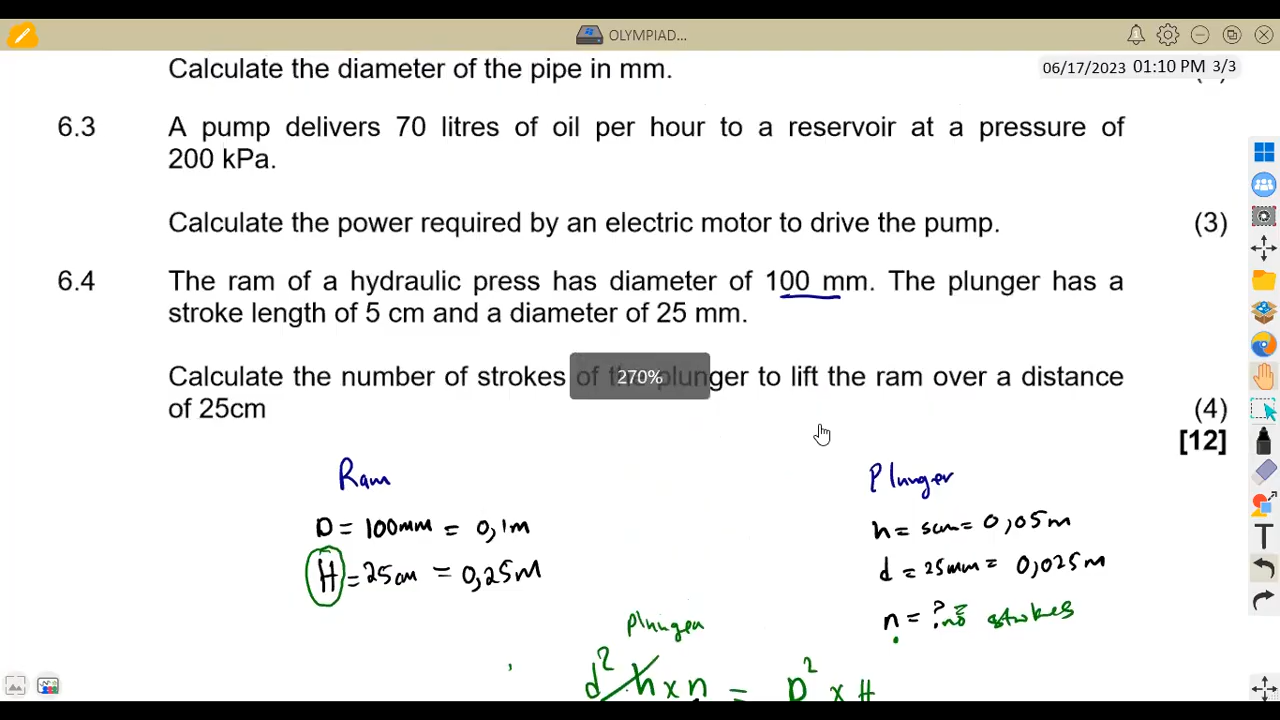 OLYMPIAD...
06/17/2023 01:10 PM 3/3
Calculate the diameter of the pipe in mm.
6.3 A pump delivers 70 litres of oil per hour to a reservoir at a pressure of
200 kPa.
Calculate the power required by an electric motor to drive the pump. (3)
6.4 The ram of a hydraulic press has diameter of 100 mm. The plunger has a
stroke length of 5 cm and a diameter of 25 mm.
Calculate the number of strokes of the plunger to lift the ram over a distance
270%
of 25cm (4)
[12]
Ram Plunger
D = 100mm = 0,1m h = 5cm = 0,05m
H = 25cm = 0,25m d = 25mm = 0,025m
n = ? no strokes
Plunger
d² h x n = D² x H
T